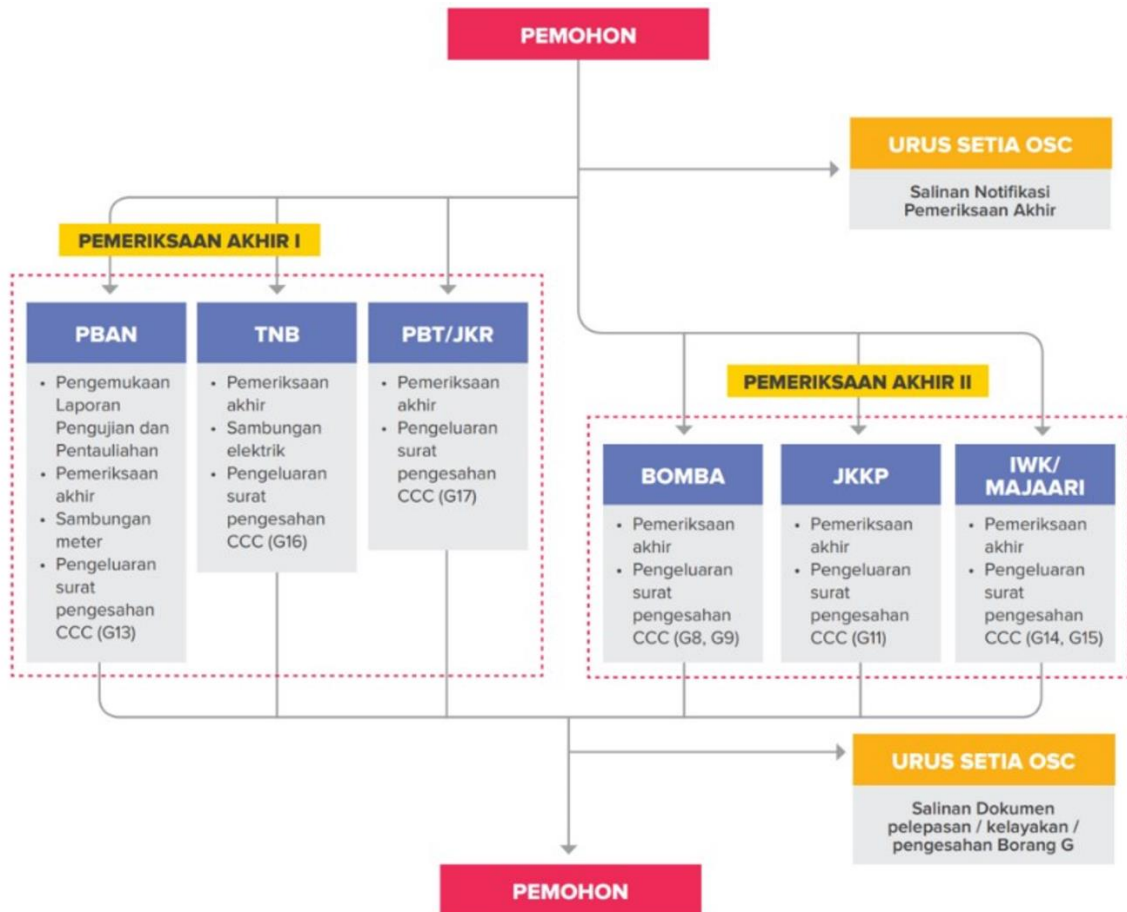 PEMOHON
URUS SETIA OSC
Salinan Notifikasi
Pemeriksaan Akhir
PEMERIKSAAN AKHIR I
PBAN
• Pengemukaan
Laporan
Pengujian dan
Pentauliahan
• Pemeriksaan
akhir
• Sambungan
meter
• Pengeluaran
surat
pengesahan
CCC (G13)
TNB
• Pemeriksaan
akhir
• Sambungan
elektrik
• Pengeluaran
surat
pengesahan
CCC (G16)
PBT/JKR
• Pemeriksaan
akhir
• Pengeluaran
surat
pengesahan
CCC (G17)
PEMERIKSAAN AKHIR II
BOMBA
• Pemeriksaan
akhir
• Pengeluaran
surat
pengesahan
CCC (G8, G9)
JKKP
• Pemeriksaan
akhir
• Pengeluaran
surat
pengesahan
CCC (G11)
IWK/
MAJAARI
• Pemeriksaan
akhir
• Pengeluaran
surat
pengesahan
CCC (G14, G15)
URUS SETIA OSC
Salinan Dokumen
pelepasan / kelayakan /
pengesahan Borang G
PEMOHON